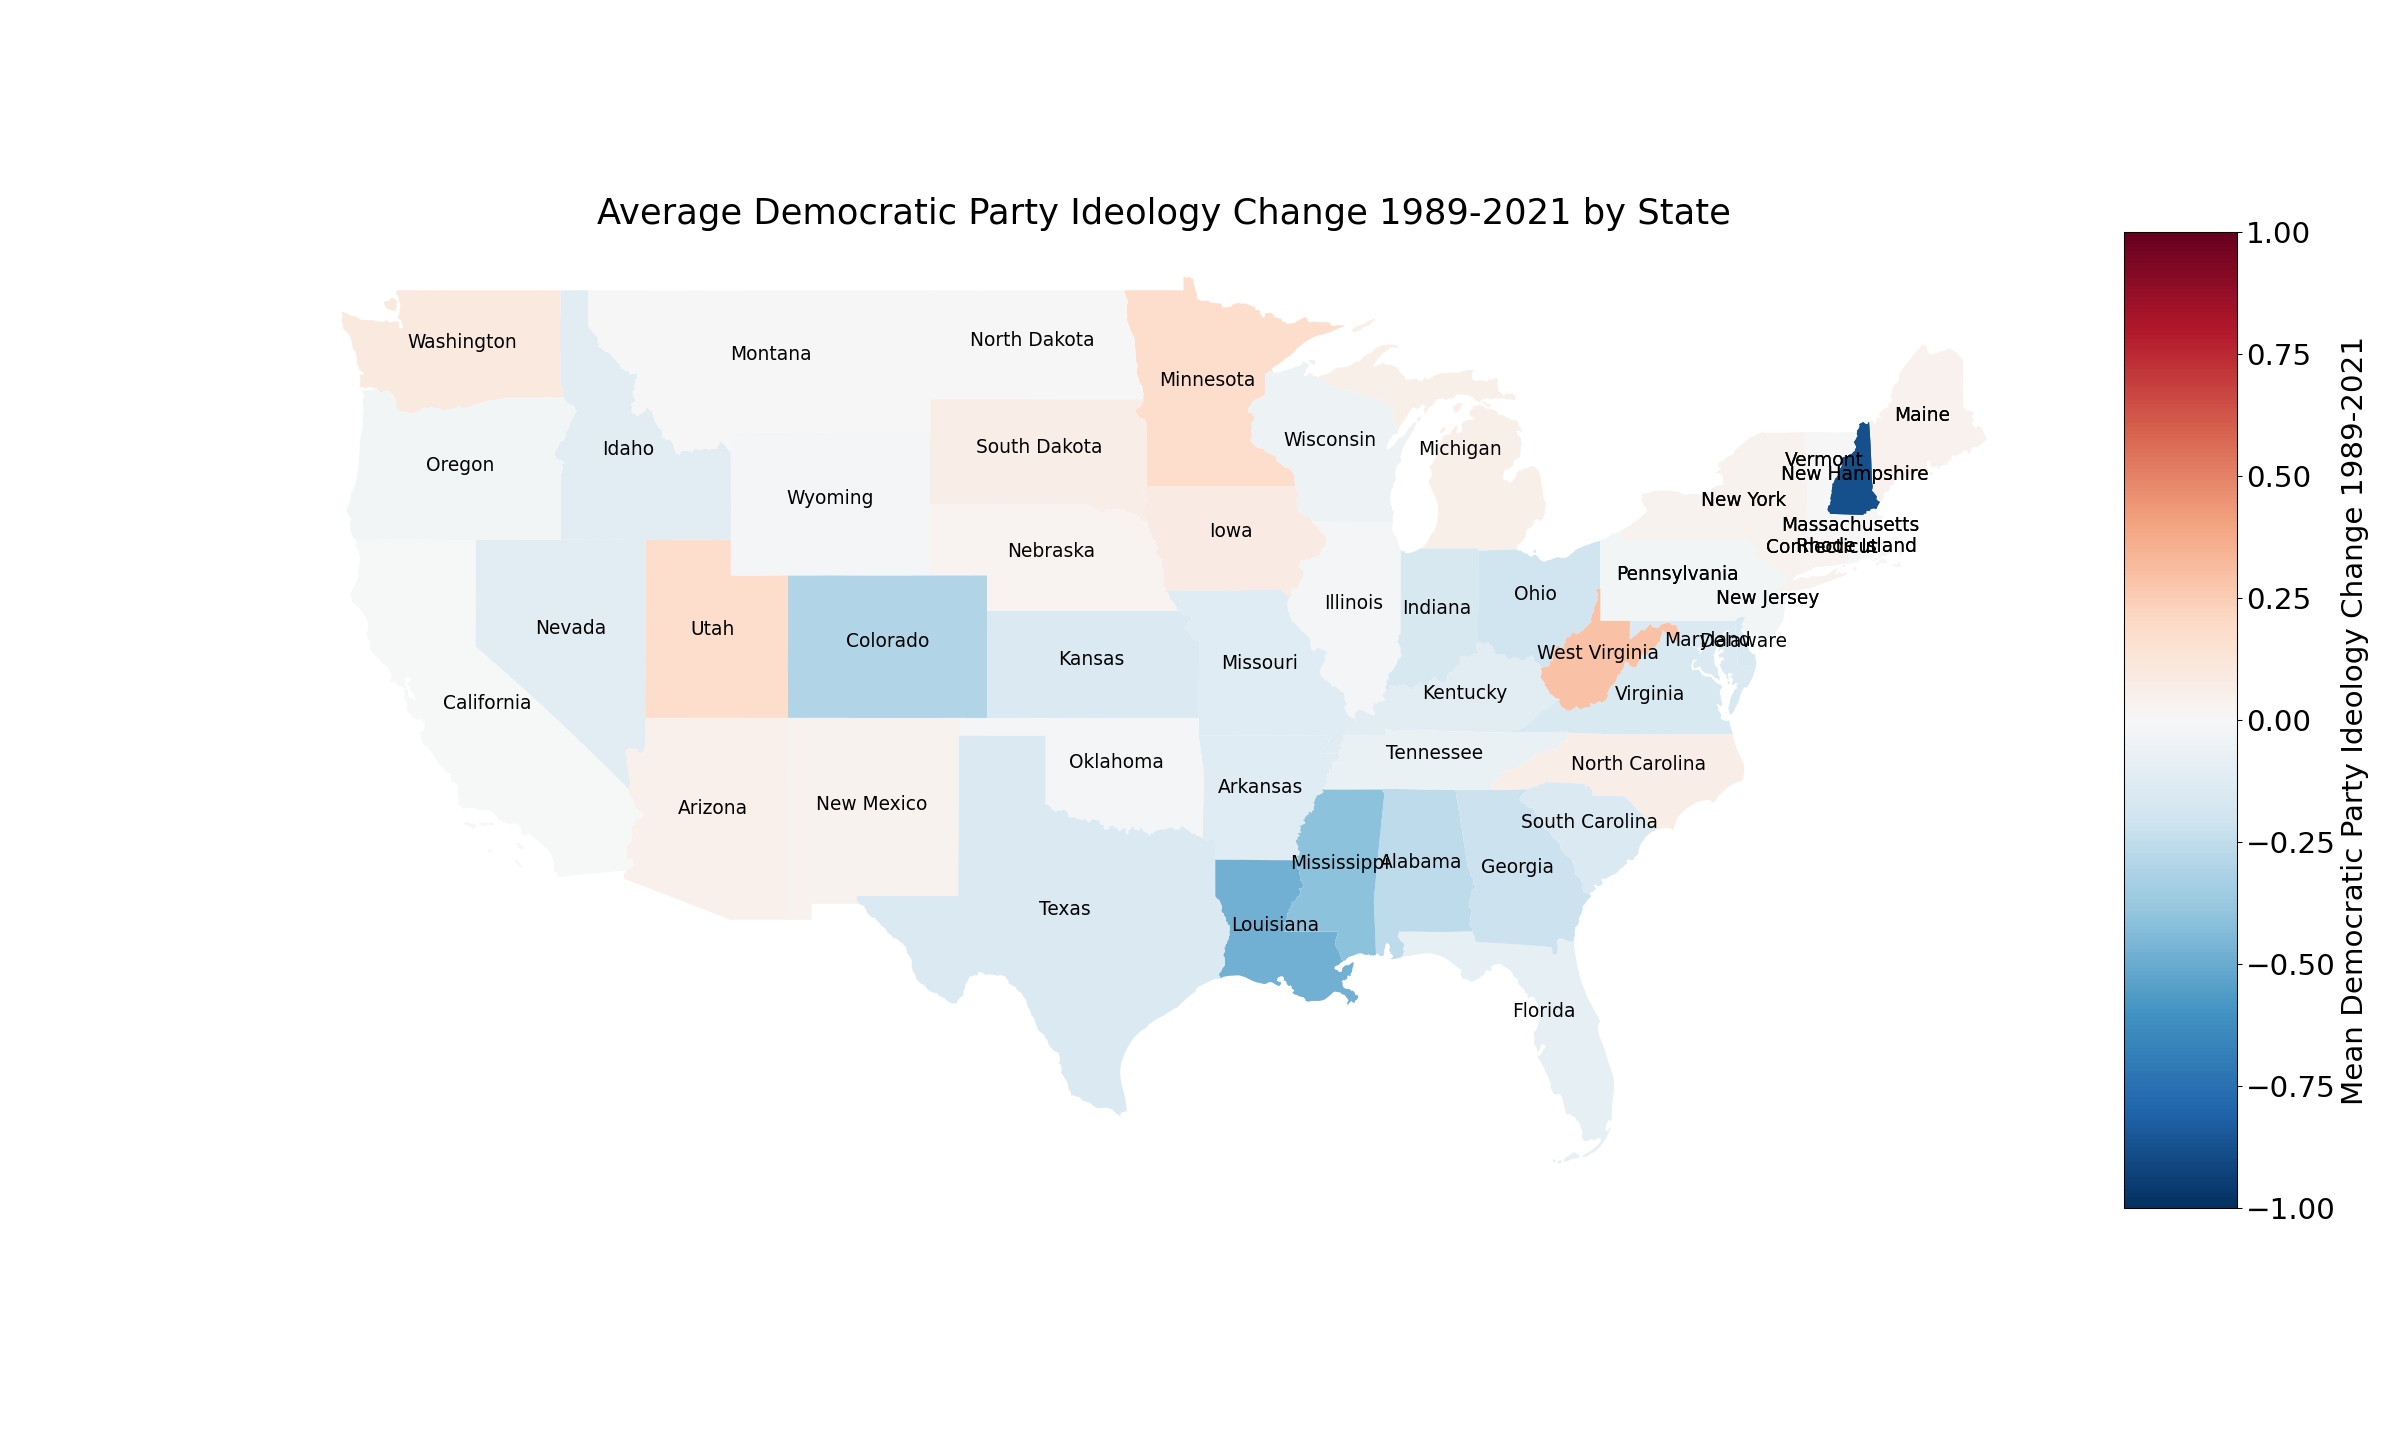 Average Democratic Party Ideology Change 1989-2021 by State
Washington
Montana
North Dakota
Minnesota
Maine
Oregon
Idaho
Wyoming
South Dakota
Wisconsin
Michigan
Vermont
New Hampshire
New York
Massachusetts
Connecticut
Rhode Island
Nebraska
Iowa
Pennsylvania
New Jersey
Nevada
Utah
Colorado
Kansas
Missouri
Illinois
Indiana
Ohio
West Virginia
Maryland
Delaware
Virginia
Kentucky
California
Arizona
New Mexico
Oklahoma
Arkansas
Tennessee
North Carolina
South Carolina
Texas
Louisiana
Mississippi
Alabama
Georgia
Florida
1.00
0.75
0.50
0.25
0.00
−0.25
−0.50
−0.75
−1.00
Mean Democratic Party Ideology Change 1989-2021